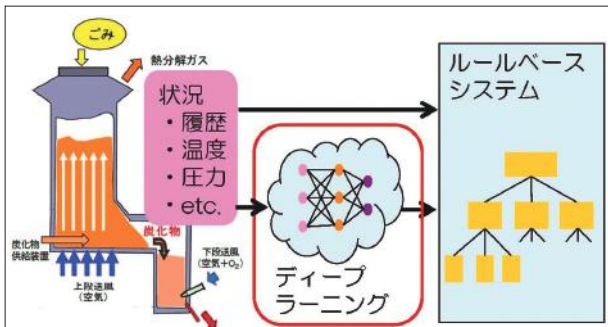 ごみ
熱分解ガス
状況
・履歴
・温度
・圧力
・etc.
炭化物
炭化物
供給装置
上段送風
(空気)
下段送風
(空気+O₂)
ディープ
ラーニング
ルールベース
システム